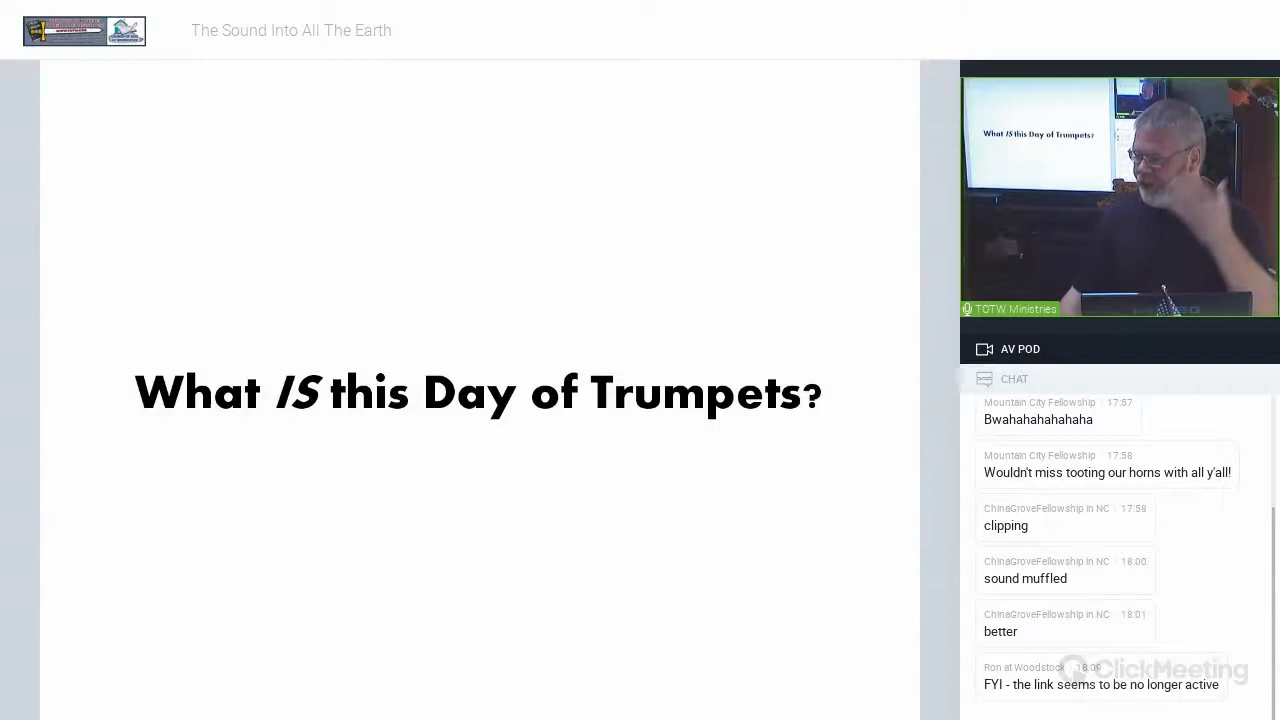 The Sound Into All The Earth
What IS this Day of Trumpets?
What IS this Day of Trumpets?
TOTW Ministries
AV POD
CHAT
Mountain City Fellowship 17:57
Bwahahahahaha
Mountain City Fellowship 17:58
Wouldn't miss tooting our horns with all y'all!
ChinaGroveFellowship in NC 17:58
clipping
ChinaGroveFellowship in NC 18:00
sound muffled
ChinaGroveFellowship in NC 18:01
better
Ron at Woodstock 18:09
FYI - the link seems to be no longer active
ClickMeeting